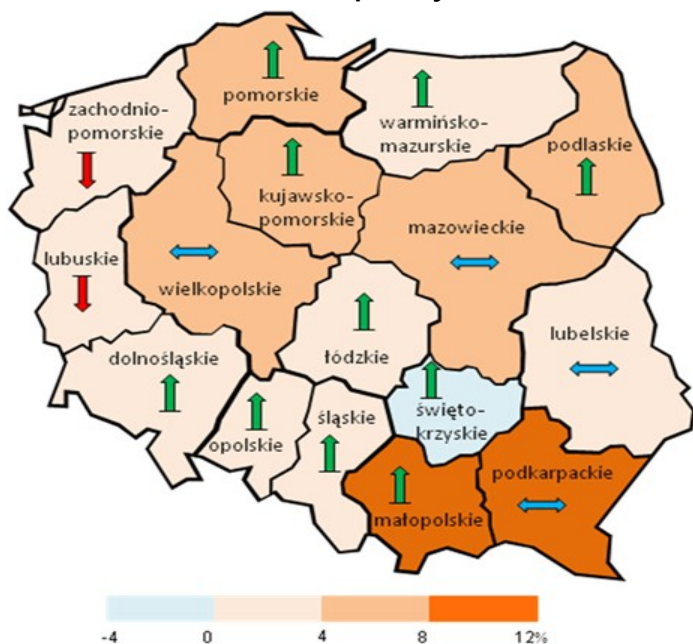 pomorskie
zachodnio-
pomorskie
warmińsko-
mazurskie
podlaskie
kujawsko-
pomorskie
mazowieckie
lubuskie
wielkopolskie
lubelskie
dolnośląskie
łódzkie
opolskie
śląskie
święto-
krzyskie
podkarpackie
małopolskie
-4 0 4 8 12%